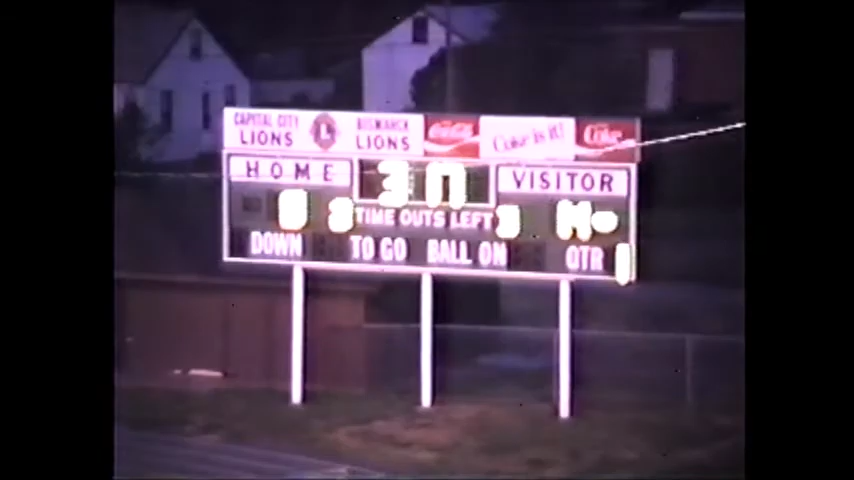 CAPITAL CITY LIONS
L
BISMARCK LIONS
Coca-Cola
Coke is it!
Coke
HOME
VISITOR
TIME OUTS LEFT
DOWN
TO GO
BALL ON
QTR 1